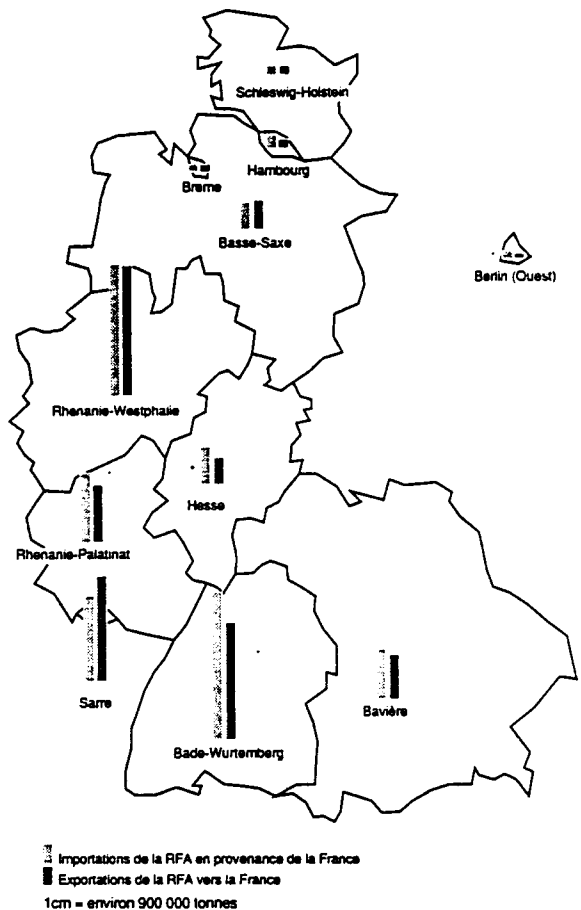 Schleswig-Holstein
Hambourg
Breme
Basse-Saxe
Berlin (Ouest)
Rhenanie-Westphalie
Hesse
Rhenanie-Palatinat
Sarre
Bavière
Bade-Wurtemberg
Importations de la RFA en provenance de la France
Exportations de la RFA vers la France
1cm = environ 900 000 tonnes